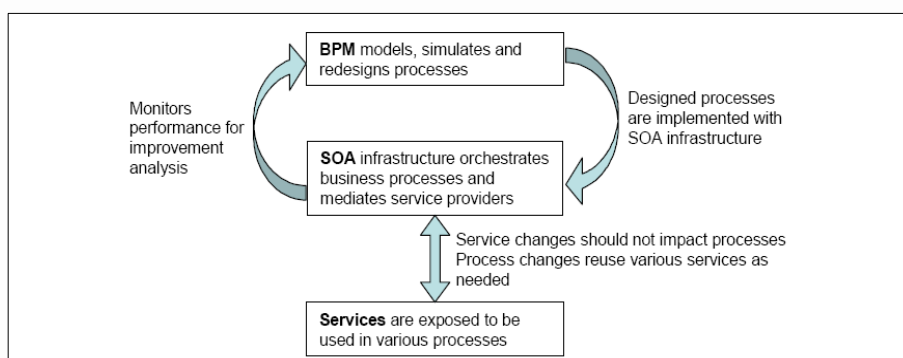 BPM models, simulates and
redesigns processes
Monitors
performance for
improvement
analysis
Designed processes
are implemented with
SOA infrastructure
SOA infrastructure orchestrates
business processes and
mediates service providers
Service changes should not impact processes
Process changes reuse various services as
needed
Services are exposed to be
used in various processes